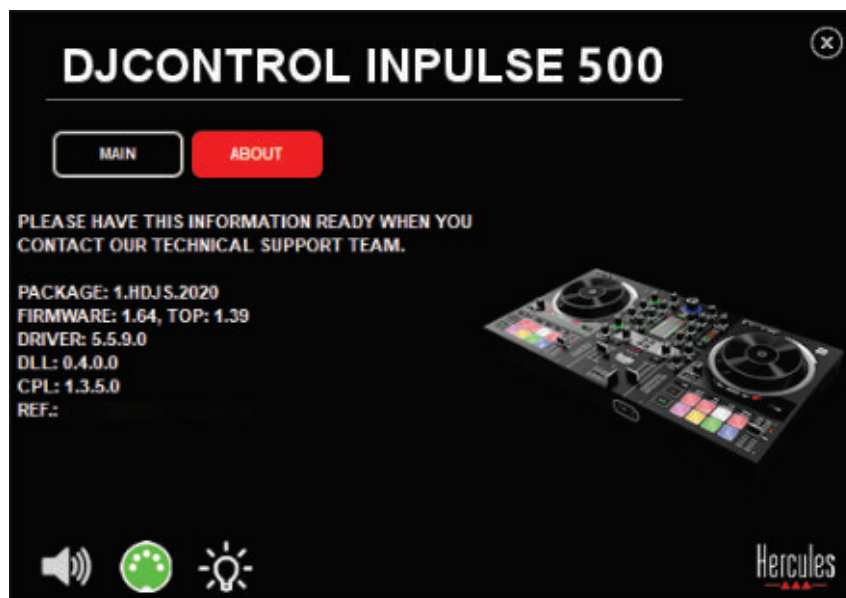 DJCONTROL INPULSE 500
MAIN
ABOUT
PLEASE HAVE THIS INFORMATION READY WHEN YOU
CONTACT OUR TECHNICAL SUPPORT TEAM.
PACKAGE: 1.HDJS.2020
FIRMWARE: 1.64, TOP: 1.39
DRIVER: 5.5.9.0
DLL: 0.4.0.0
CPL: 1.3.5.0
REF.:
Hercules